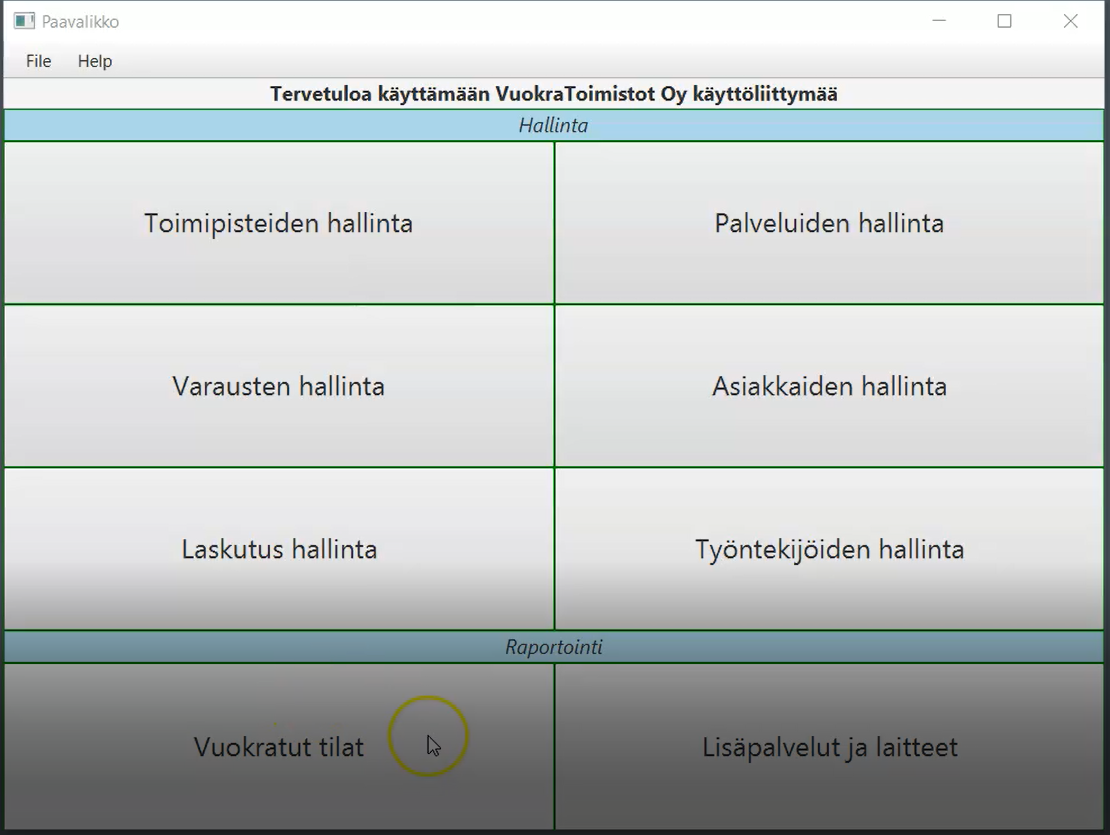 Paavalikko
File Help
Tervetuloa käyttämään VuokraToimistot Oy käyttöliittymää
Hallinta
Toimipisteiden hallinta
Palveluiden hallinta
Varausten hallinta
Asiakkaiden hallinta
Laskutus hallinta
Työntekijöiden hallinta
Raportointi
Vuokratut tilat
Lisäpalvelut ja laitteet